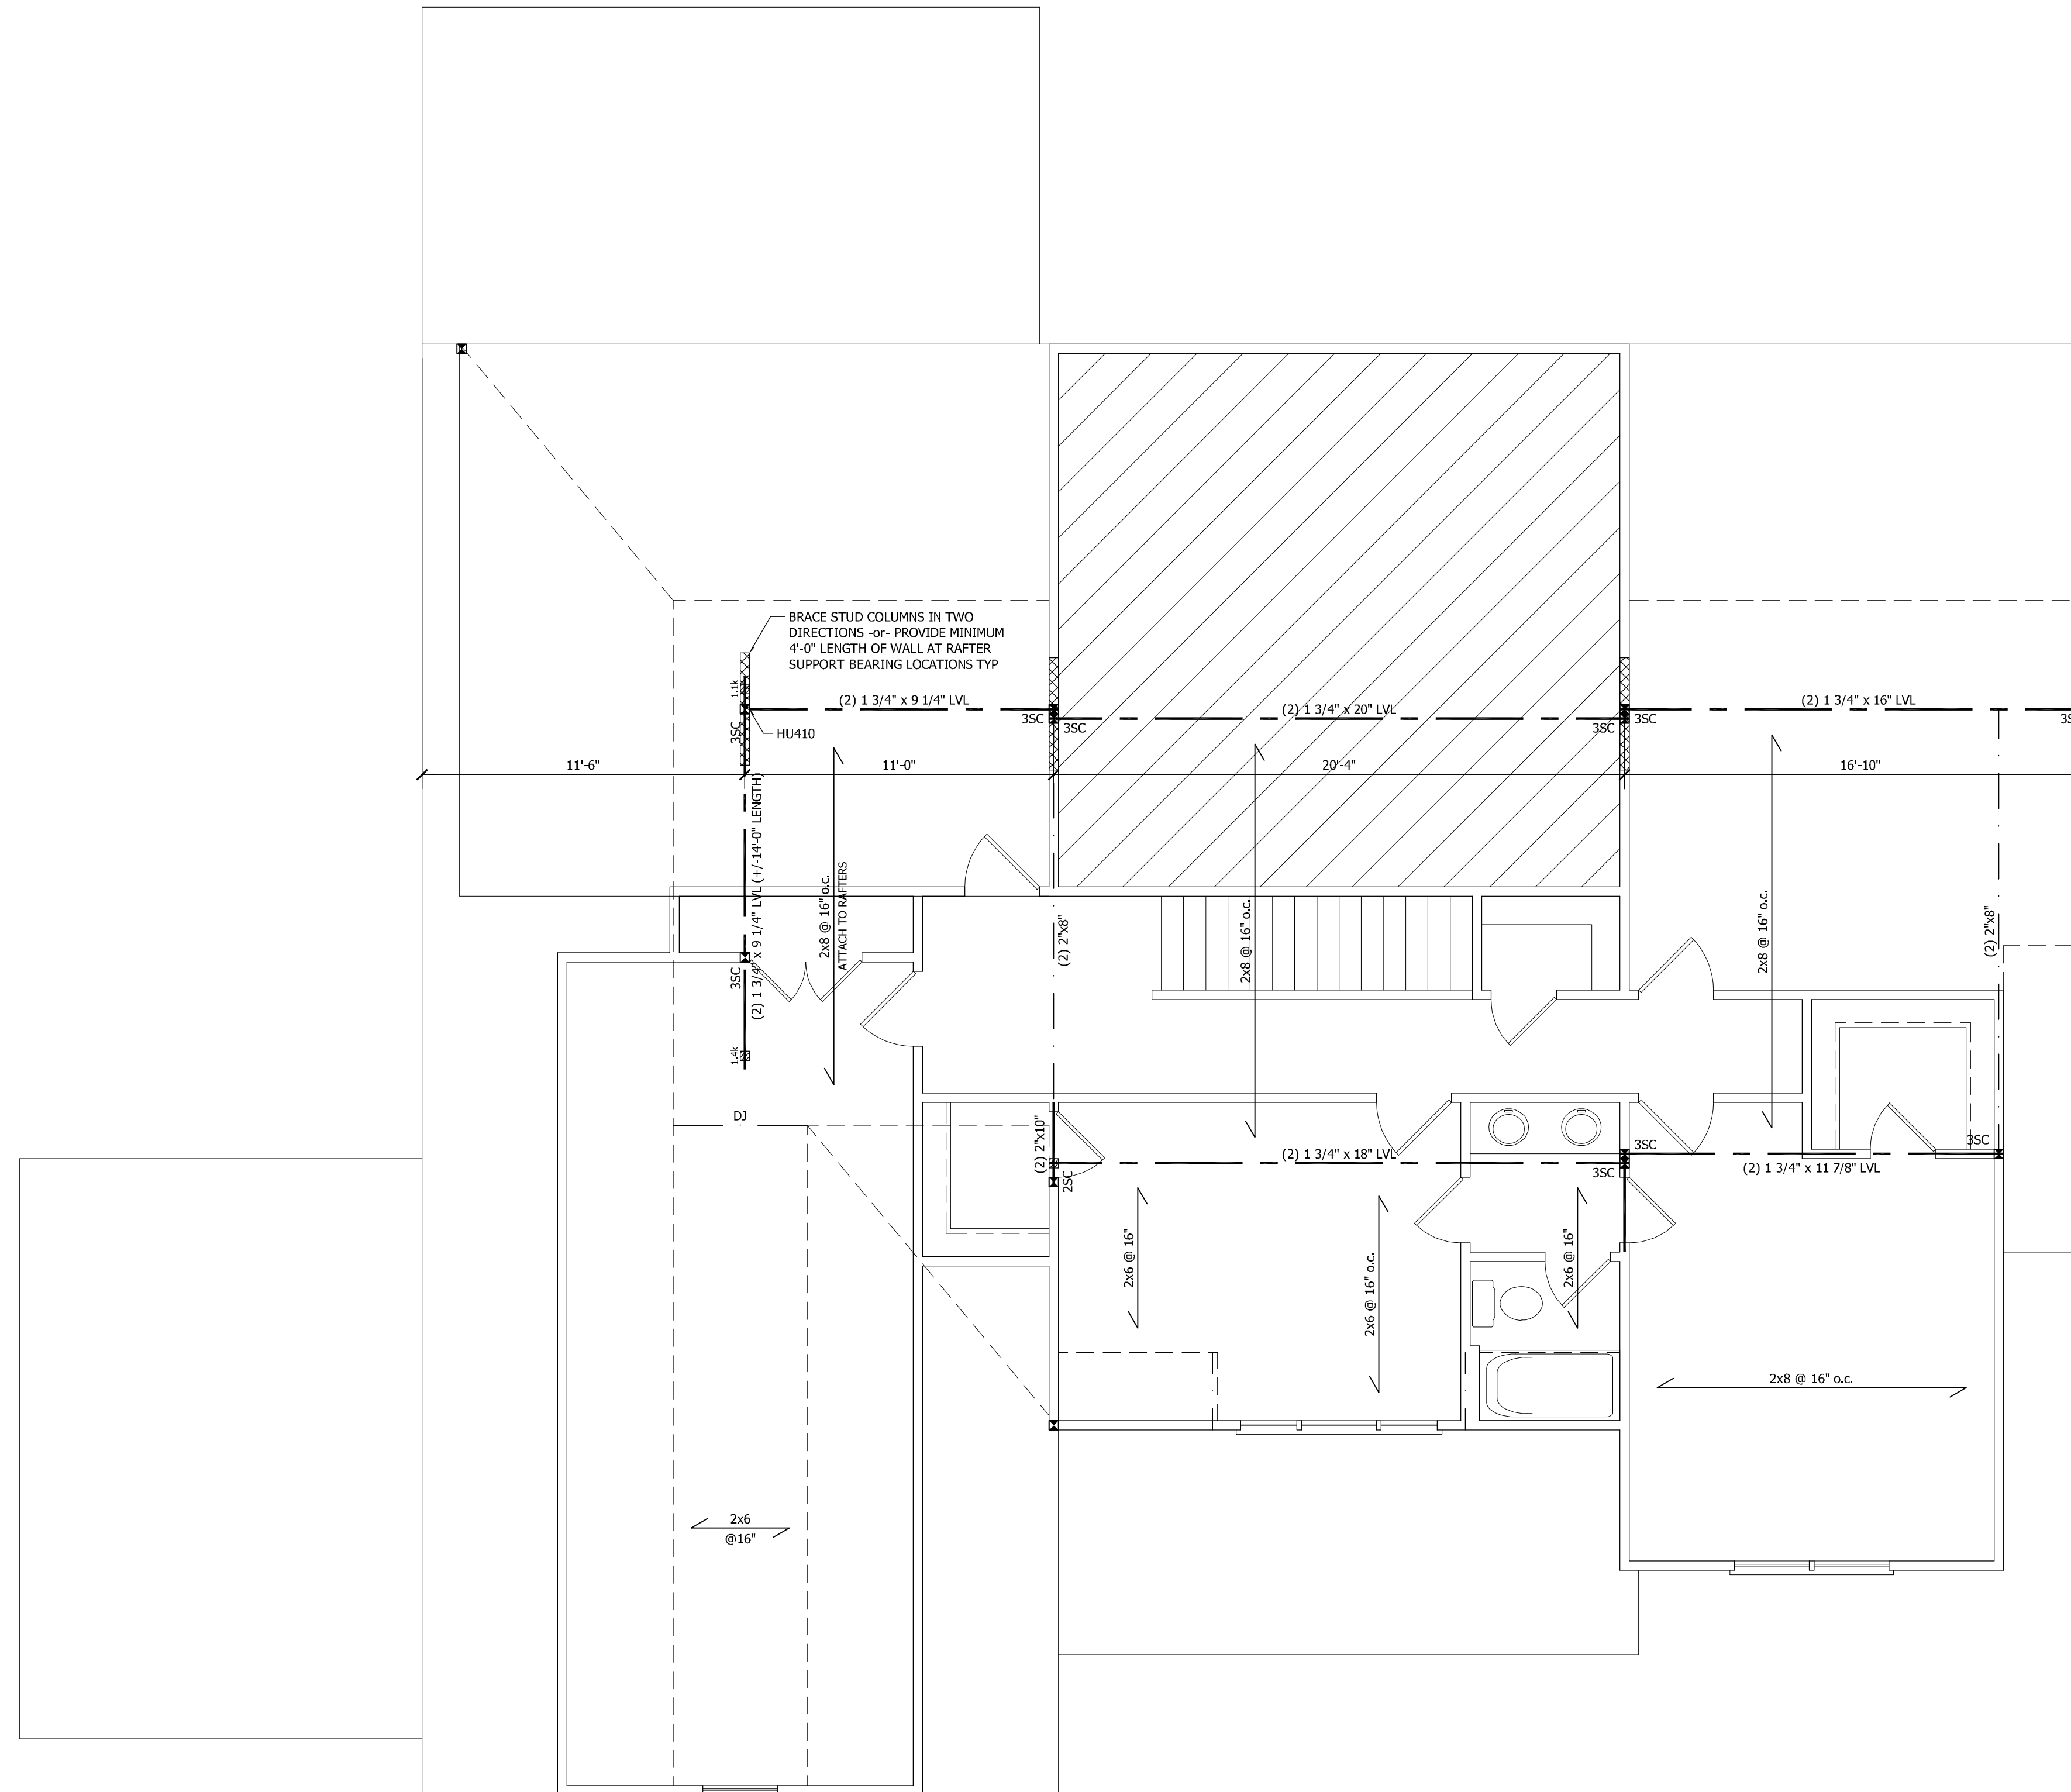 BRACE STUD COLUMNS IN TWO
DIRECTIONS -or- PROVIDE MINIMUM
4'-0" LENGTH OF WALL AT RAFTER
SUPPORT BEARING LOCATIONS TYP
1.1k
(2) 1 3/4" x 9 1/4" LVL
(2) 1 3/4" x 20" LVL
(2) 1 3/4" x 16" LVL
3SC
3SC
3SC
3SC
3SC
HU410
11'-6"
11'-0"
20'-4"
16'-10"
(2) 1 3/4" x 9 1/4" LVL (+/-14'-0" LENGTH)
2x8 @ 16" o.c.
ATTACH TO RAFTERS
(2) 2"x8"
2x8 @ 16" o.c.
2x8 @ 16" o.c.
(2) 2"x8"
3SC
1.4k
DJ
(2) 2"x10"
2SC
(2) 1 3/4" x 18" LVL
3SC
3SC
3SC
(2) 1 3/4" x 11 7/8" LVL
2x6 @ 16"
2x6 @ 16" o.c.
2x6 @ 16"
2x8 @ 16" o.c.
2x6
@16"